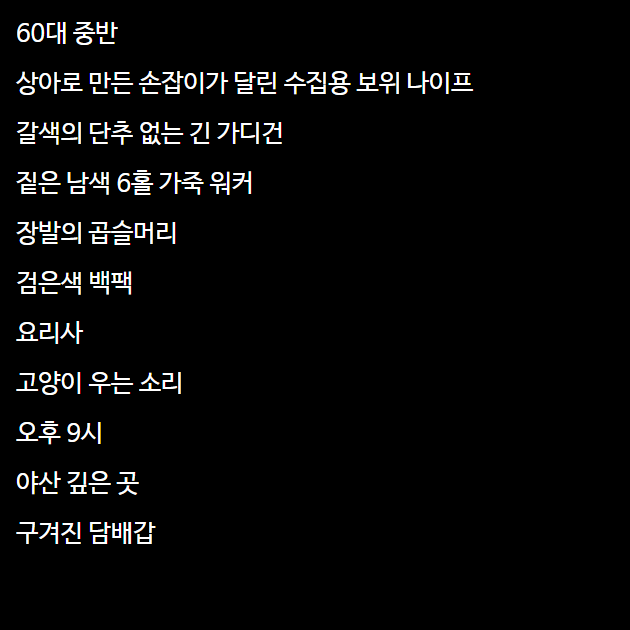 60대 중반
상아로 만든 손잡이가 달린 수집용 보위 나이프
갈색의 단추 없는 긴 가디건
짙은 남색 6홀 가죽 워커
장발의 곱슬머리
검은색 백팩
요리사
고양이 우는 소리
오후 9시
야산 깊은 곳
구겨진 담배갑